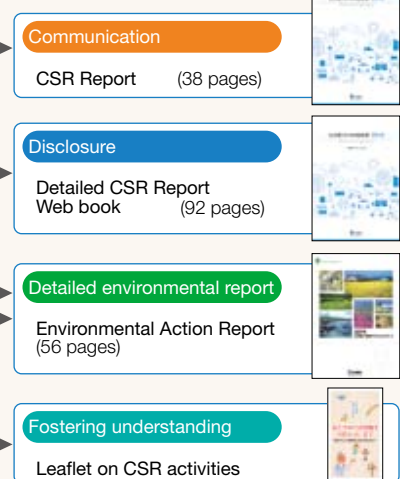 Communication
CSR Report (38 pages)
Disclosure
Detailed CSR Report
Web book (92 pages)
Detailed environmental report
Environmental Action Report
(56 pages)
Fostering understanding
Leaflet on CSR activities